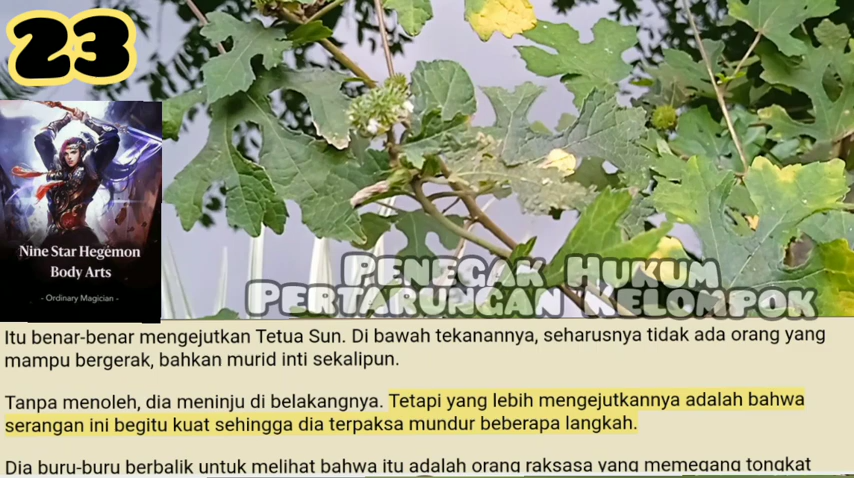 23
Nine Star Hegemon
Body Arts
- Ordinary Magician -
Penegak Hukum
Pertarungan Kelompok
Itu benar-benar mengejutkan Tetua Sun. Di bawah tekanannya, seharusnya tidak ada orang yang
mampu bergerak, bahkan murid inti sekalipun.
Tanpa menoleh, dia meninju di belakangnya. Tetapi yang lebih mengejutkannya adalah bahwa
serangan ini begitu kuat sehingga dia terpaksa mundur beberapa langkah.
Dia buru-buru berbalik untuk melihat bahwa itu adalah orang raksasa yang memegang tongkat